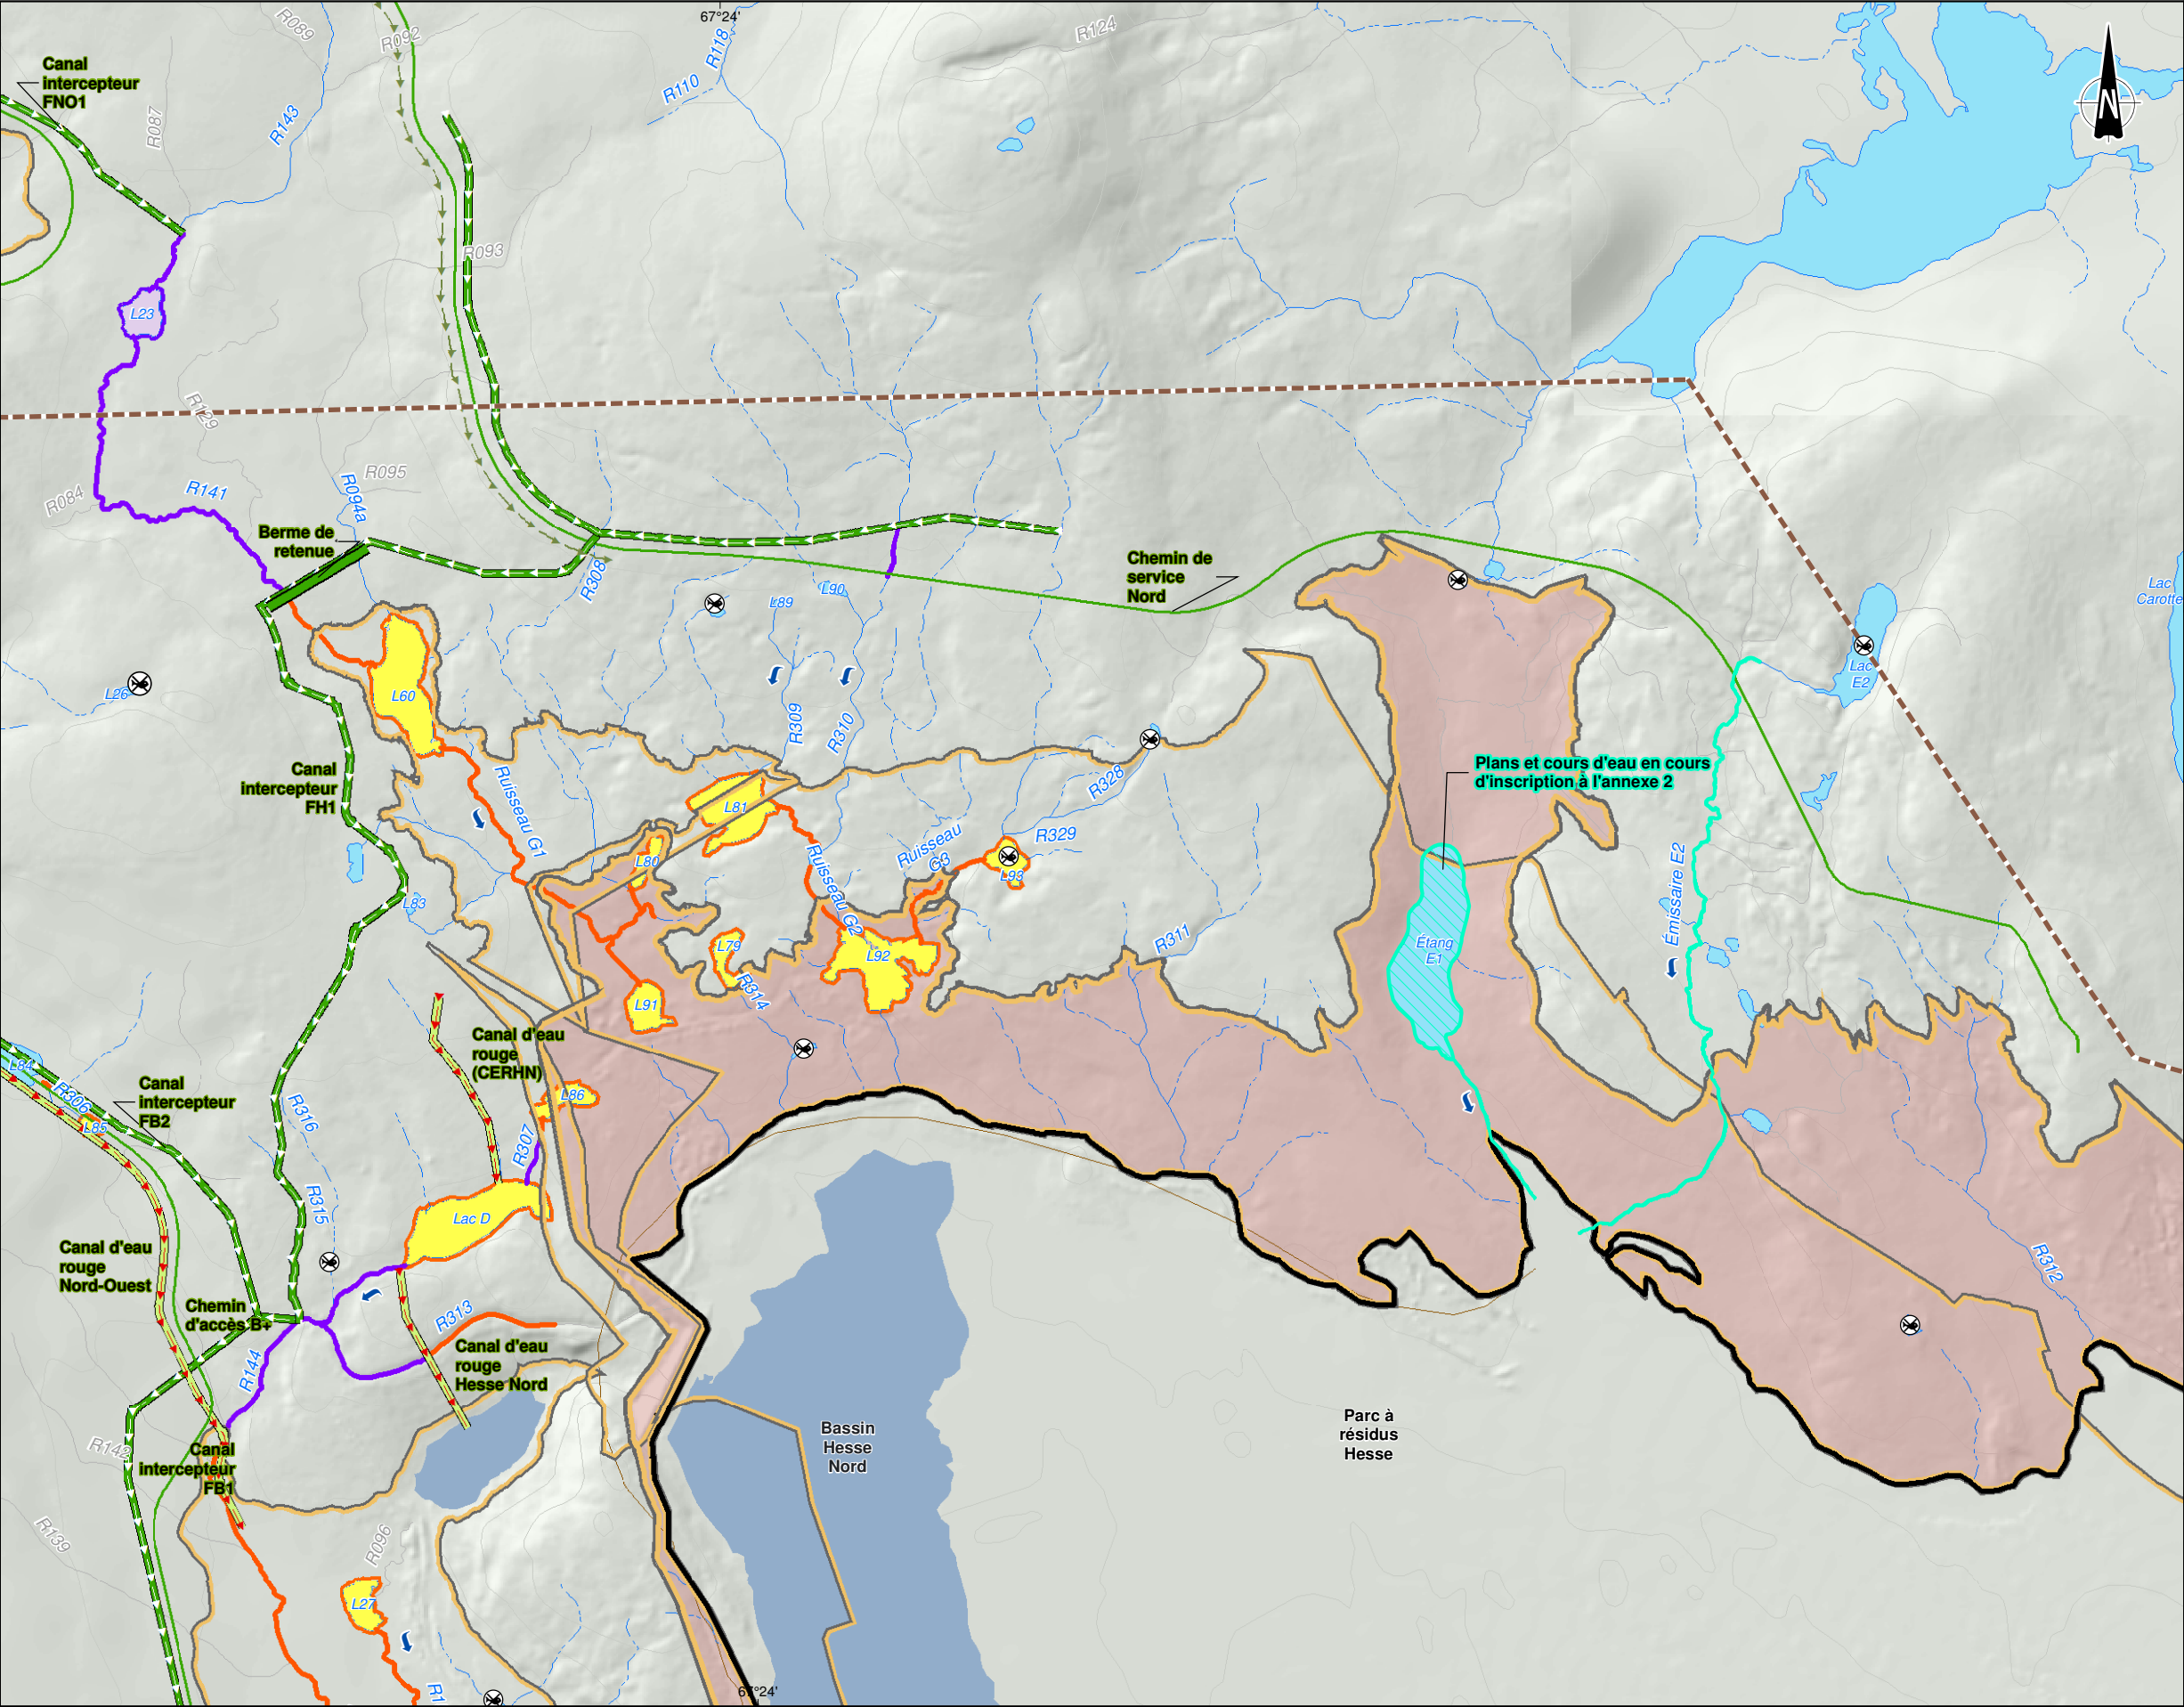 67°24'
R089
R092
R118
R124
Canal
intercepteur
FNO1
R110
N
R087
R143
R093
L23
R129
R095
R084
R141
R094a
Berme de
retenue
R308
L89
L90
Chemin de
service
Nord
Lac
Carotte
L26
L60
Lac
E2
R309
R310
Canal
intercepteur
FH1
Ruisseau G1
L81
R328
Plans et cours d'eau en cours
d'inscription à l'annexe 2
L80
Ruisseau G2
Ruisseau
G3
R329
L93
L83
Émissaire E2
L79
L92
R311
Étang
E1
R314
L91
Canal d'eau
rouge
(CERHN)
L84
R306
L85
Canal
intercepteur
FB2
L86
R316
R307
R315
Lac D
Canal d'eau
rouge
Nord-Ouest
R312
Chemin
d'accès B+
R313
Canal d'eau
rouge
Hesse Nord
R144
Bassin
Hesse
Nord
Parc à
résidus
Hesse
R142
Canal
intercepteur
FB1
R139
R096
L27
R1
67°24'